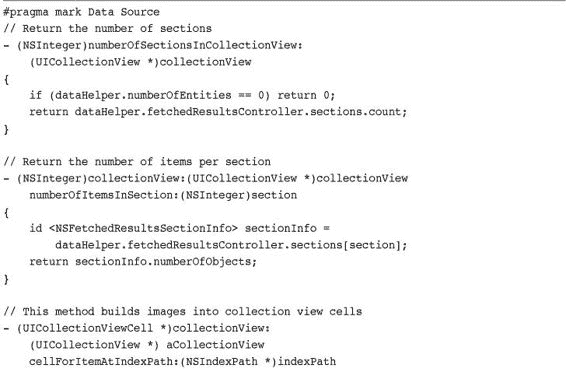 #pragma mark Data Source
// Return the number of sections
- (NSInteger)numberOfSectionsInCollectionView:
    (UICollectionView *)collectionView
{
    if (dataHelper.numberOfEntities == 0) return 0;
    return dataHelper.fetchedResultsController.sections.count;
}

// Return the number of items per section
- (NSInteger)collectionView:(UICollectionView *)collectionView
    numberOfItemsInSection:(NSInteger)section
{
    id <NSFetchedResultsSectionInfo> sectionInfo =
        dataHelper.fetchedResultsController.sections[section];
    return sectionInfo.numberOfObjects;
}

// This method builds images into collection view cells
- (UICollectionViewCell *)collectionView:
    (UICollectionView *) aCollectionView
    cellForItemAtIndexPath:(NSIndexPath *)indexPath